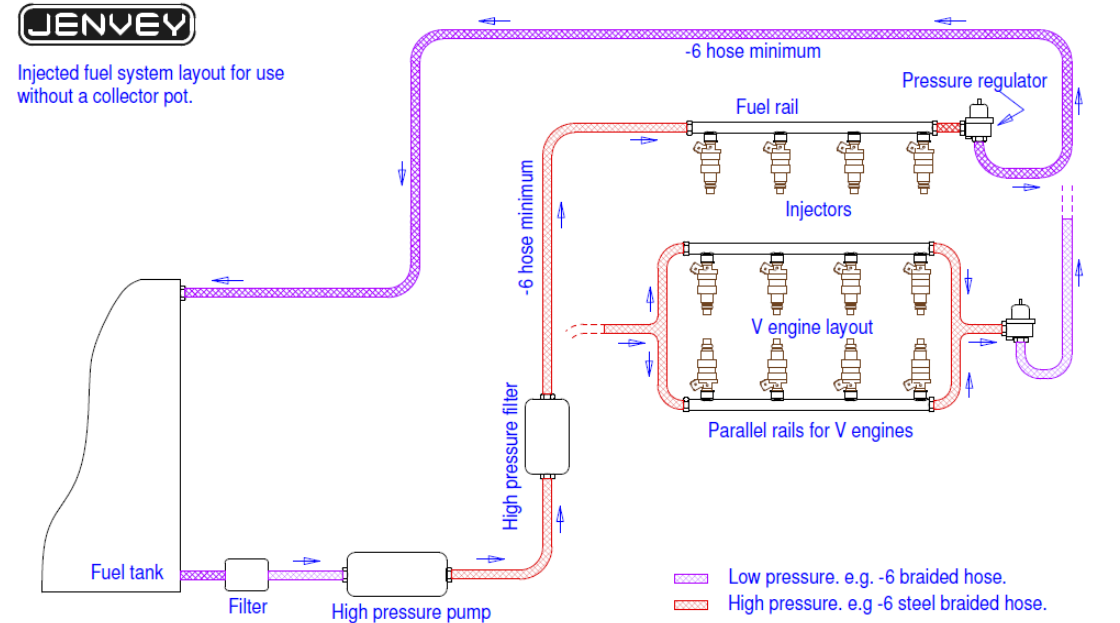 JENVEY
Injected fuel system layout for use
without a collector pot.
-6 hose minimum
Pressure regulator
Fuel rail
-6 hose minimum
Injectors
V engine layout
Parallel rails for V engines
High pressure filter
Fuel tank
Filter
High pressure pump
Low pressure. e.g. -6 braided hose.
High pressure. e.g -6 steel braided hose.